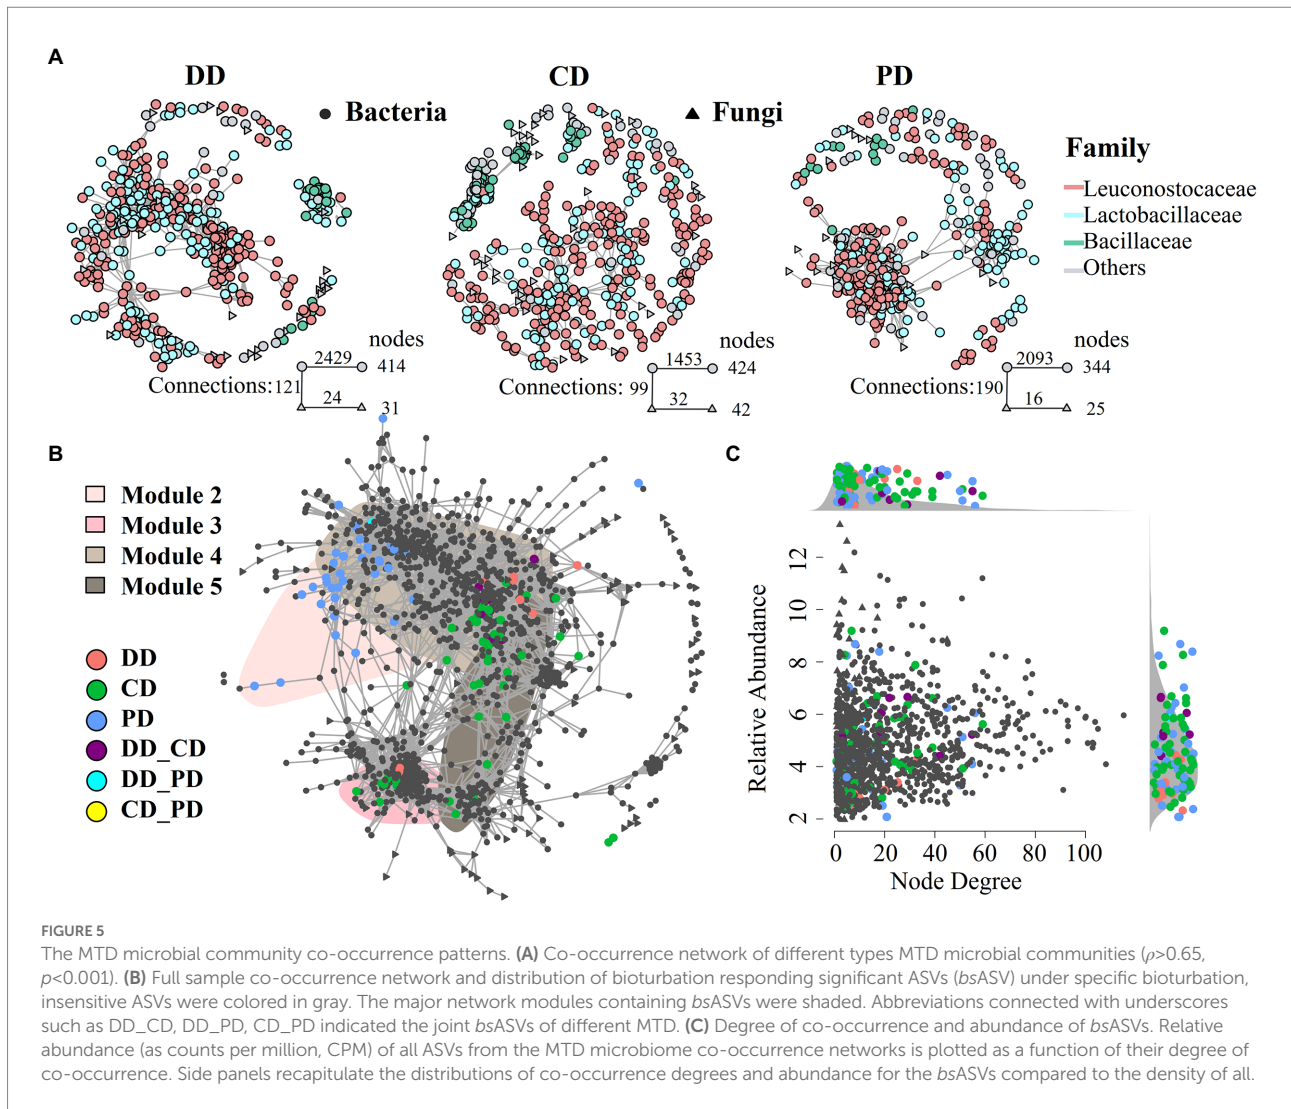 A
DD
CD
PD
Bacteria
Fungi
Family
Leuconostocaceae
Lactobacillaceae
Bacillaceae
Others
nodes
2429
414
Connections:121
24
31
nodes
1453
424
Connections: 99
32
42
nodes
2093
344
Connections:190
16
25
B
Module 2
Module 3
Module 4
Module 5
DD
CD
PD
DD_CD
DD_PD
CD_PD
C
Relative Abundance
12
10
8
6
4
2
0 20 40 60 80 100
Node Degree
FIGURE 5
The MTD microbial community co-occurrence patterns. (A) Co-occurrence network of different types MTD microbial communities (ρ>0.65,
p<0.001). (B) Full sample co-occurrence network and distribution of bioturbation responding significant ASVs (bsASV) under specific bioturbation,
insensitive ASVs were colored in gray. The major network modules containing bsASVs were shaded. Abbreviations connected with underscores
such as DD_CD, DD_PD, CD_PD indicated the joint bsASVs of different MTD. (C) Degree of co-occurrence and abundance of bsASVs. Relative
abundance (as counts per million, CPM) of all ASVs from the MTD microbiome co-occurrence networks is plotted as a function of their degree of
co-occurrence. Side panels recapitulate the distributions of co-occurrence degrees and abundance for the bsASVs compared to the density of all.